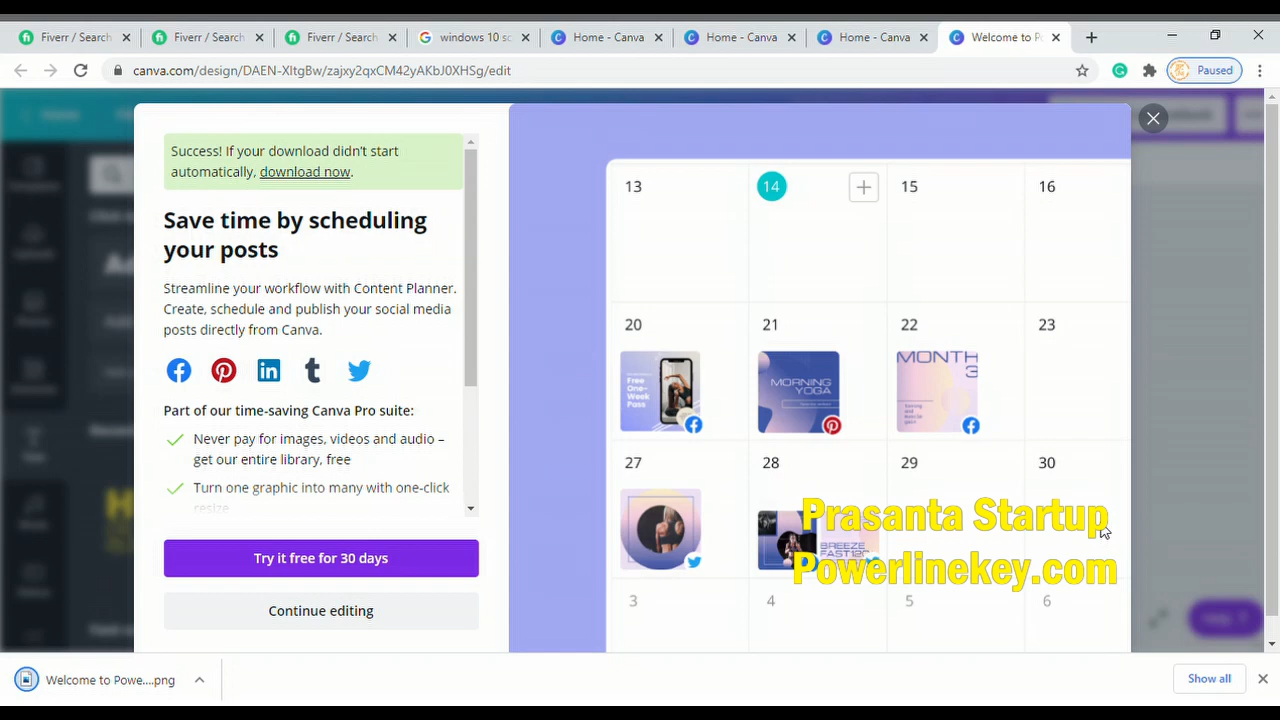 Fiverr / Search
Fiverr / Search
Fiverr / Search
windows 10 sc
Home - Canva
Home - Canva
Home - Canva
Welcome to P
canva.com/design/DAEN-XltgBw/zajxy2qxCM42yAKbJ0XHSg/edit
Paused
Success! If your download didn't start
automatically, download now.
Save time by scheduling
your posts
Streamline your workflow with Content Planner.
Create, schedule and publish your social media
posts directly from Canva.
Part of our time-saving Canva Pro suite:
Never pay for images, videos and audio –
get our entire library, free
Turn one graphic into many with one-click
resize
Try it free for 30 days
Continue editing
13 14 15 16
20 21 22 23
Free
One-
Week
Pass
MORNING
YOGA
MONTH
3
27 28 29 30
BREEZE
3 4 5 6
Prasanta Startup
Powerlinekey.com
Welcome to Powe....png
Show all